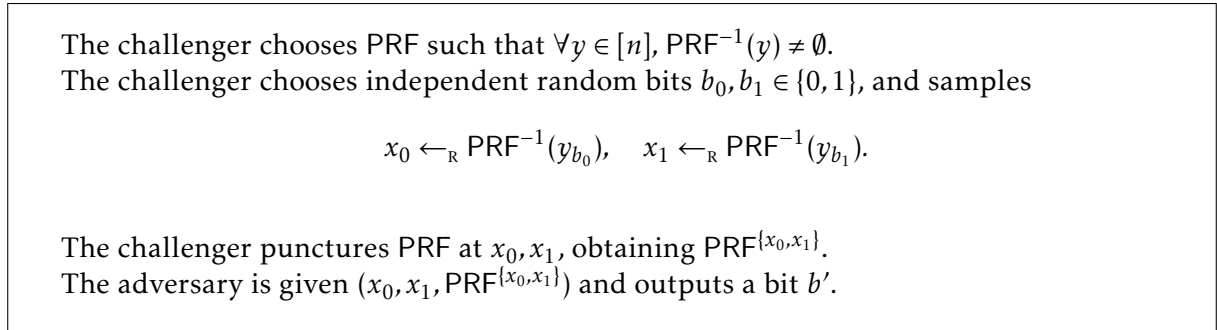 The challenger chooses PRF such that ∀y ∈ [n], PRF⁻¹(y) ≠ ∅.
The challenger chooses independent random bits b₀, b₁ ∈ {0, 1}, and samples
x₀ ←_R PRF⁻¹(y_{b₀}), x₁ ←_R PRF⁻¹(y_{b₁}).
The challenger punctures PRF at x₀, x₁, obtaining PRF^{{x₀,x₁}}.
The adversary is given (x₀, x₁, PRF^{{x₀,x₁}}) and outputs a bit b′.